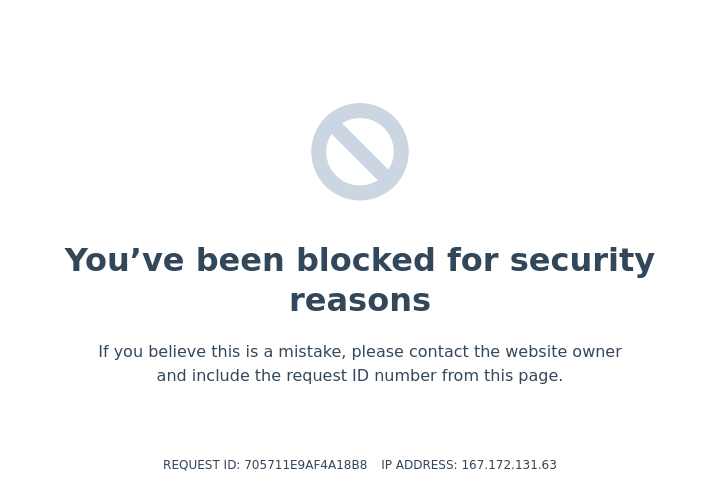 You’ve been blocked for security
reasons
If you believe this is a mistake, please contact the website owner
and include the request ID number from this page.
REQUEST ID: 705711E9AF4A18B8 IP ADDRESS: 167.172.131.63